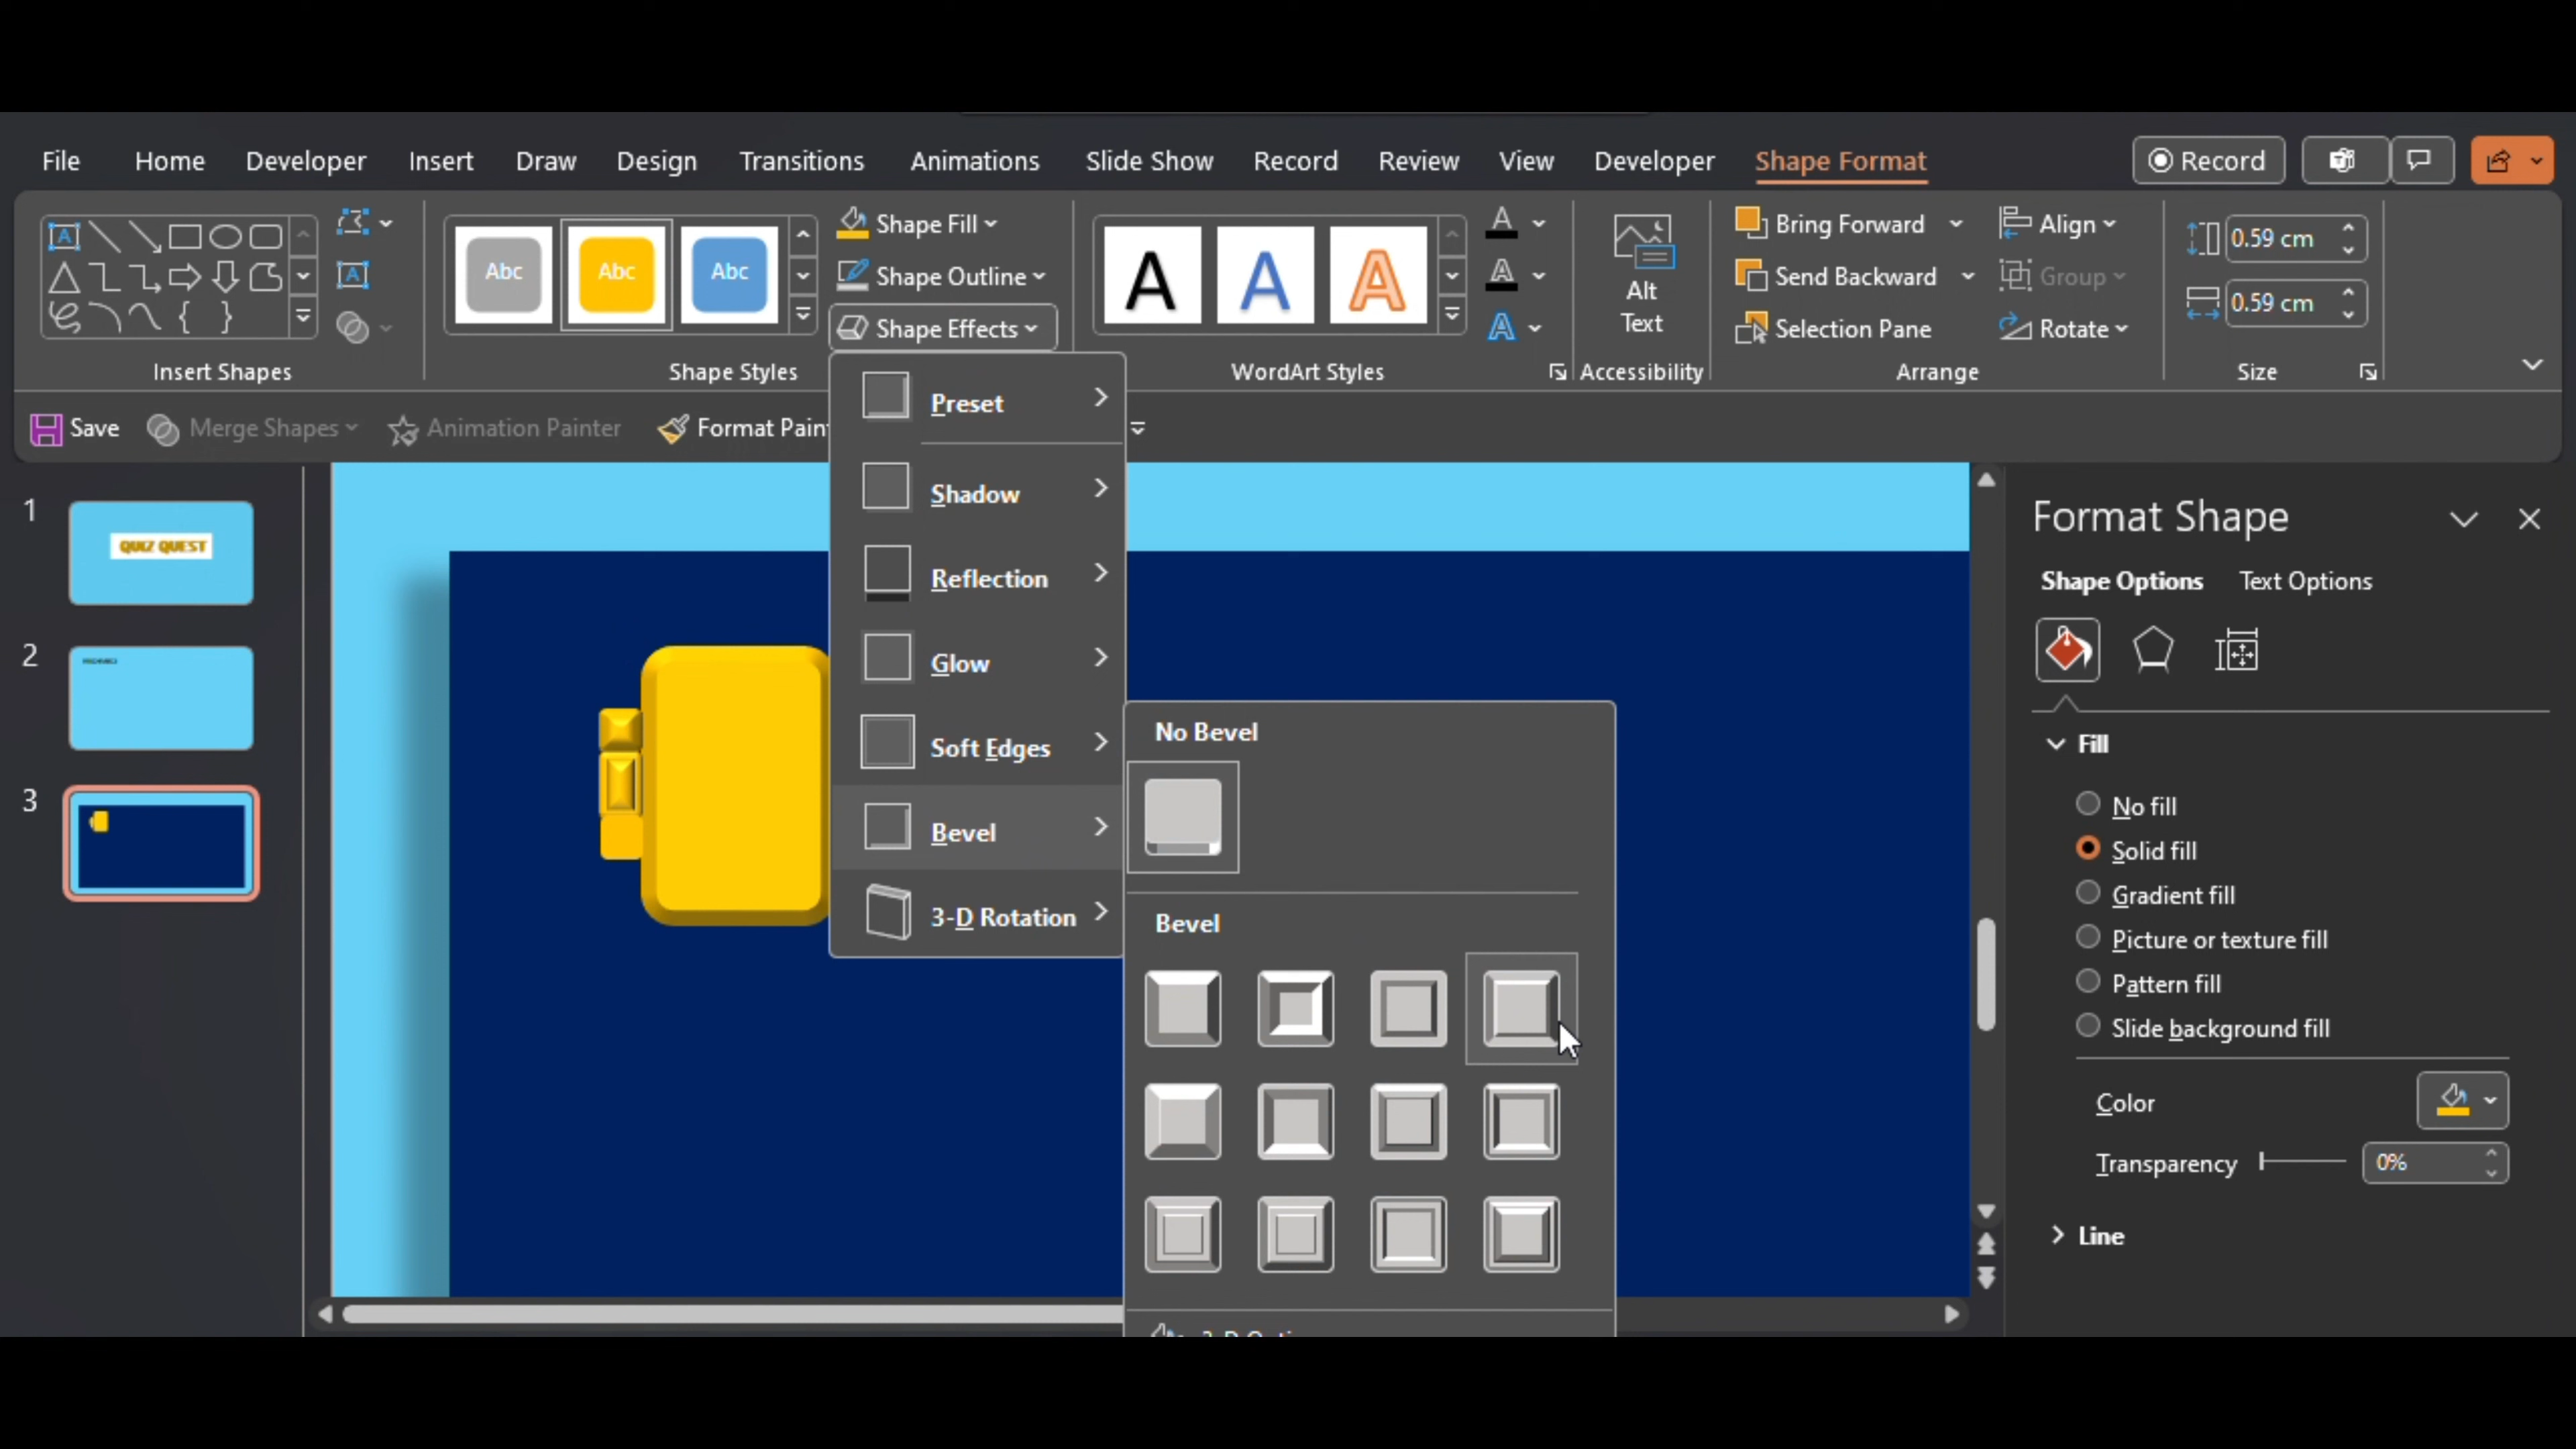 File Home Developer Insert Draw Design Transitions Animations Slide Show Record Review View Developer Shape Format Record
Abc Abc Abc
Shape Fill
Shape Outline
Shape Effects
A A A
Alt
Text
Bring Forward
Send Backward
Selection Pane
Align
Group
Rotate
0.59 cm
0.59 cm
Insert Shapes Shape Styles WordArt Styles Accessibility Arrange Size
Save Merge Shapes Animation Painter Format Pain
Preset
Shadow
Reflection
Glow
Soft Edges
Bevel
3-D Rotation
No Bevel
Bevel
1
QUIZ QUEST
2
3
Format Shape
Shape Options Text Options
Fill
No fill
Solid fill
Gradient fill
Picture or texture fill
Pattern fill
Slide background fill
Color
Transparency 0%
Line